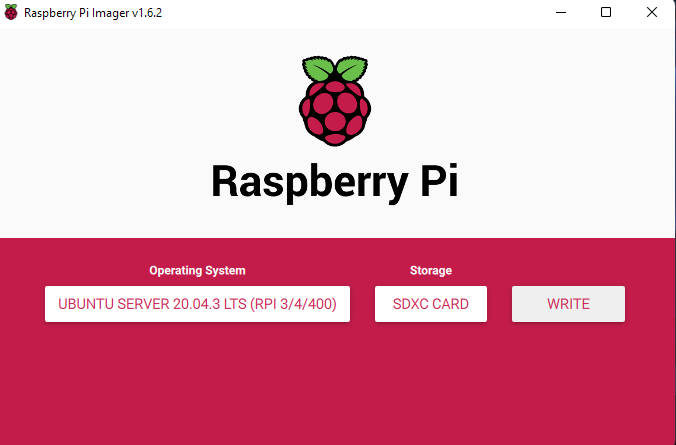 Raspberry Pi Imager v1.6.2
Raspberry Pi
Operating System
Storage
UBUNTU SERVER 20.04.3 LTS (RPI 3/4/400)
SDXC CARD
WRITE